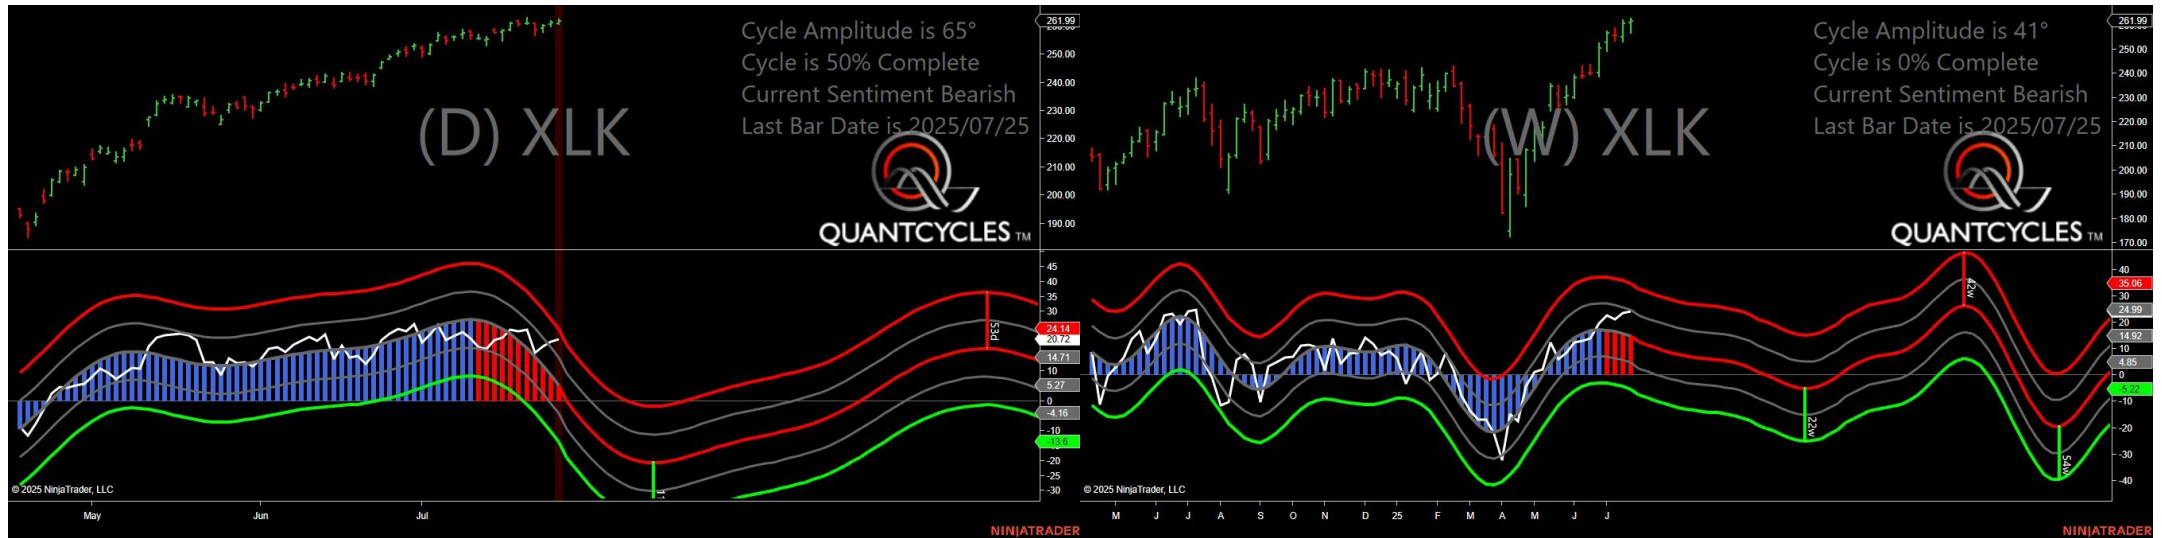 Cycle Amplitude is 65°
Cycle is 50% Complete
Current Sentiment Bearish
Last Bar Date is 2025/07/25
(D) XLK
QUANTCYCLES TM
261.99
250.00
240.00
230.00
220.00
210.00
200.00
190.00
45
40
35
30
24.14
20.72
14.71
10
5.27
0
-4.16
-10
-13.6
-20
-25
-30
53d
© 2025 NinjaTrader, LLC
May Jun Jul
NINJATRADER
Cycle Amplitude is 41°
Cycle is 0% Complete
Current Sentiment Bearish
Last Bar Date is 2025/07/25
(W) XLK
QUANTCYCLES TM
261.99
250.00
240.00
230.00
220.00
210.00
200.00
190.00
180.00
170.00
40
35.06
30
24.99
20
14.92
10
4.85
0
-5.22
-10
-20
-30
-40
42w
22w
54w
© 2025 NinjaTrader, LLC
M J J A S O N D 25 F M A M J J
NINJATRADER